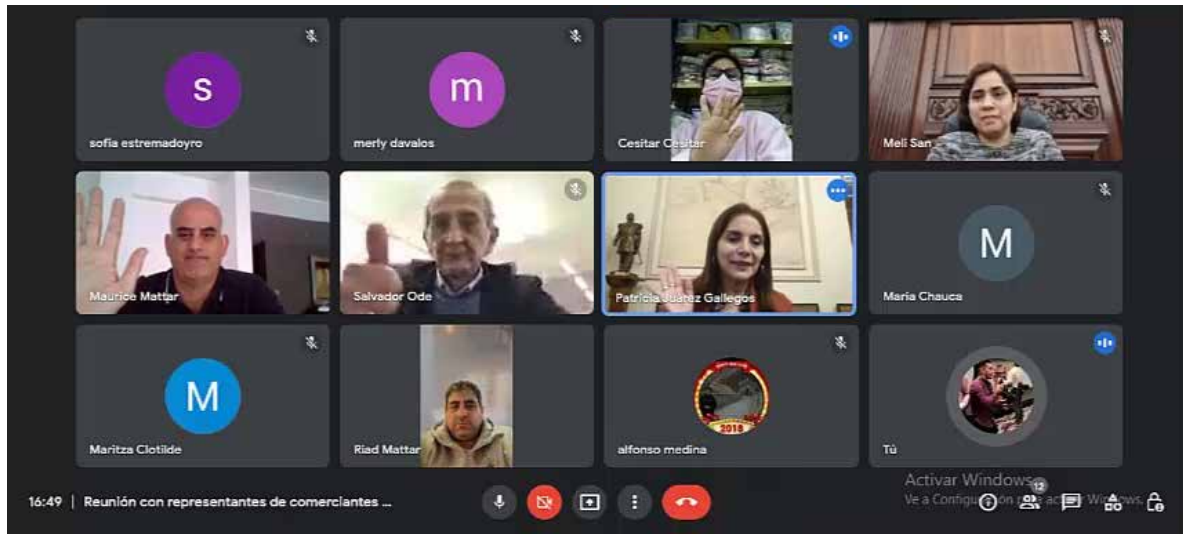 s
sofia estremadoyro
m
merly davalos
Cesitar Cesitar
Meli San
Maurice Mattar
Salvador Ode
Patricia Juárez Gallegos
M
Maria Chauca
M
Maritza Clotilde
Riad Mattar
2018
alfonso medina
Tú
16:49 | Reunión con representantes de comerciantes ...
12
Activar Windows
Ve a Configuración para activar Windows.